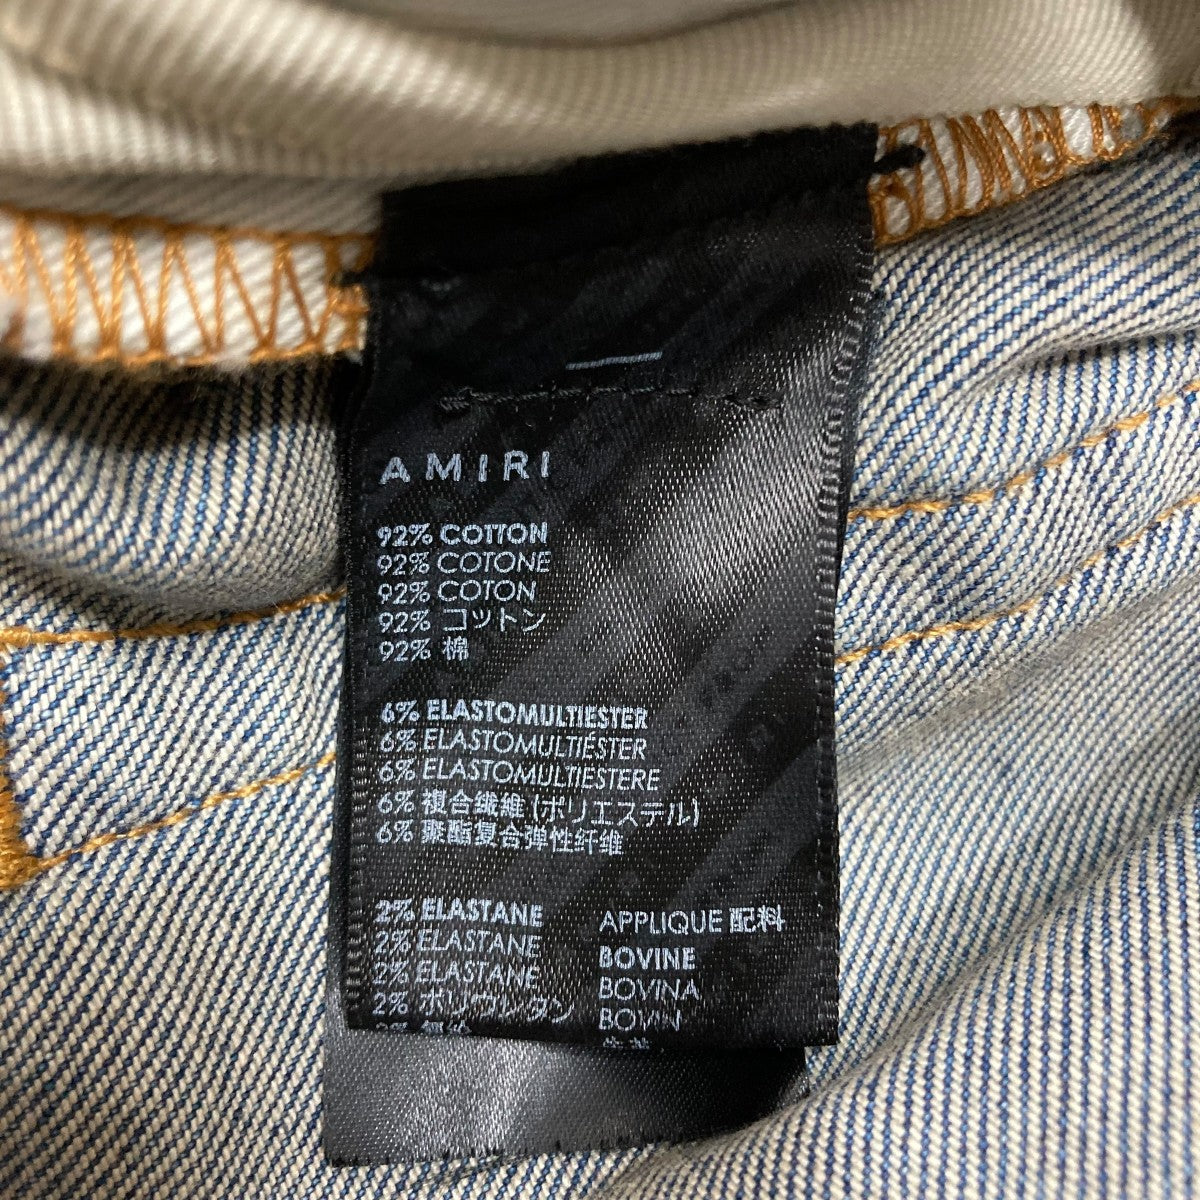 AMIRI
92% COTTON
92% COTONE
92% COTON
92% コットン
92% 棉
6% ELASTOMULTIESTER
6% ELASTOMULTIÉSTER
6% ELASTOMULTIESTERE
6% 複合繊維 (ポリエステル)
6% 聚酯复合弹性纤维
2% ELASTANE
2% ELASTANE
2% ELASTANE
2% ポリウレタン
2%
APPLIQUE 配料
BOVINE
BOVINA
BOVIN